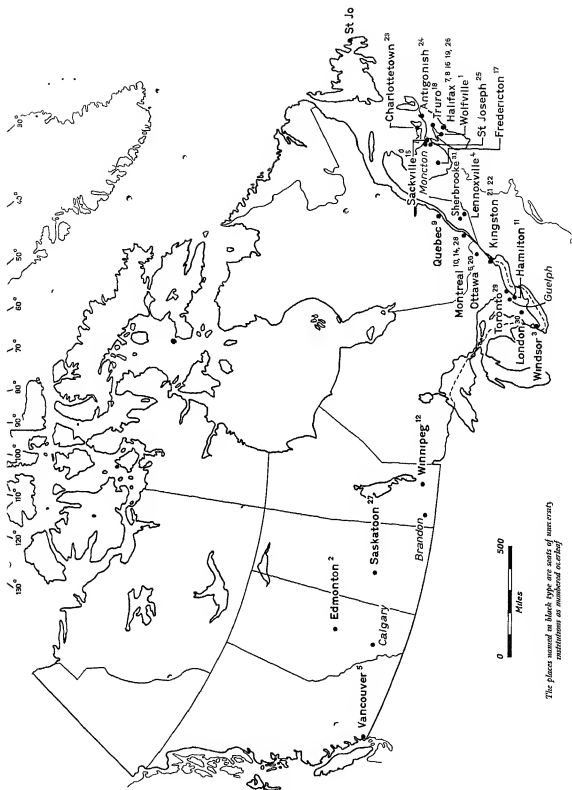 130°
120°
110°
100°
90°
80°
70°
60°
50°
40°
30°
St Jo
Charlottetown 23
Antigonish 24
Truro 18
Halifax 7, 8, 16, 19, 26
Wolfville 1
St Joseph 25
Fredericton 17
Sackville 15
Moncton
Sherbrooke 31
Lennoxville 4
Quebec 9
Montreal 10, 14, 28
Ottawa 6, 20
Kingston 21 22
Toronto 29
Hamilton 11
Guelph
London 30
Windsor 3
Winnipeg 12
Brandon
Saskatoon 27
Edmonton 2
Calgary
Vancouver 5
0 500
Miles
The places named in black type are seats of university
institutions as numbered overleaf